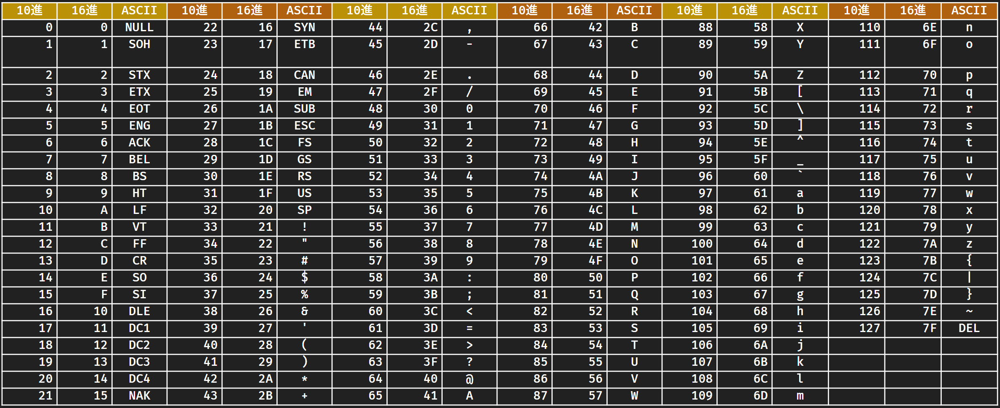 10進 16進 ASCII 10進 16進 ASCII 10進 16進 ASCII 10進 16進 ASCII 10進 16進 ASCII 10進 16進 ASCII
0 0 NULL 22 16 SYN 44 2C , 66 42 B 88 58 X 110 6E n
1 1 SOH 23 17 ETB 45 2D - 67 43 C 89 59 Y 111 6F o
2 2 STX 24 18 CAN 46 2E . 68 44 D 90 5A Z 112 70 p
3 3 ETX 25 19 EM 47 2F / 69 45 E 91 5B [ 113 71 q
4 4 EOT 26 1A SUB 48 30 0 70 46 F 92 5C \ 114 72 r
5 5 ENG 27 1B ESC 49 31 1 71 47 G 93 5D ] 115 73 s
6 6 ACK 28 1C FS 50 32 2 72 48 H 94 5E ^ 116 74 t
7 7 BEL 29 1D GS 51 33 3 73 49 I 95 5F _ 117 75 u
8 8 BS 30 1E RS 52 34 4 74 4A J 96 60 ` 118 76 v
9 9 HT 31 1F US 53 35 5 75 4B K 97 61 a 119 77 w
10 A LF 32 20 SP 54 36 6 76 4C L 98 62 b 120 78 x
11 B VT 33 21 ! 55 37 7 77 4D M 99 63 c 121 79 y
12 C FF 34 22 " 56 38 8 78 4E N 100 64 d 122 7A z
13 D CR 35 23 # 57 39 9 79 4F O 101 65 e 123 7B {
14 E SO 36 24 $ 58 3A : 80 50 P 102 66 f 124 7C |
15 F SI 37 25 % 59 3B ; 81 51 Q 103 67 g 125 7D }
16 10 DLE 38 26 & 60 3C < 82 52 R 104 68 h 126 7E ~
17 11 DC1 39 27 ' 61 3D = 83 53 S 105 69 i 127 7F DEL
18 12 DC2 40 28 ( 62 3E > 84 54 T 106 6A j
19 13 DC3 41 29 ) 63 3F ? 85 55 U 107 6B k
20 14 DC4 42 2A * 64 40 @ 86 56 V 108 6C l
21 15 NAK 43 2B + 65 41 A 87 57 W 109 6D m